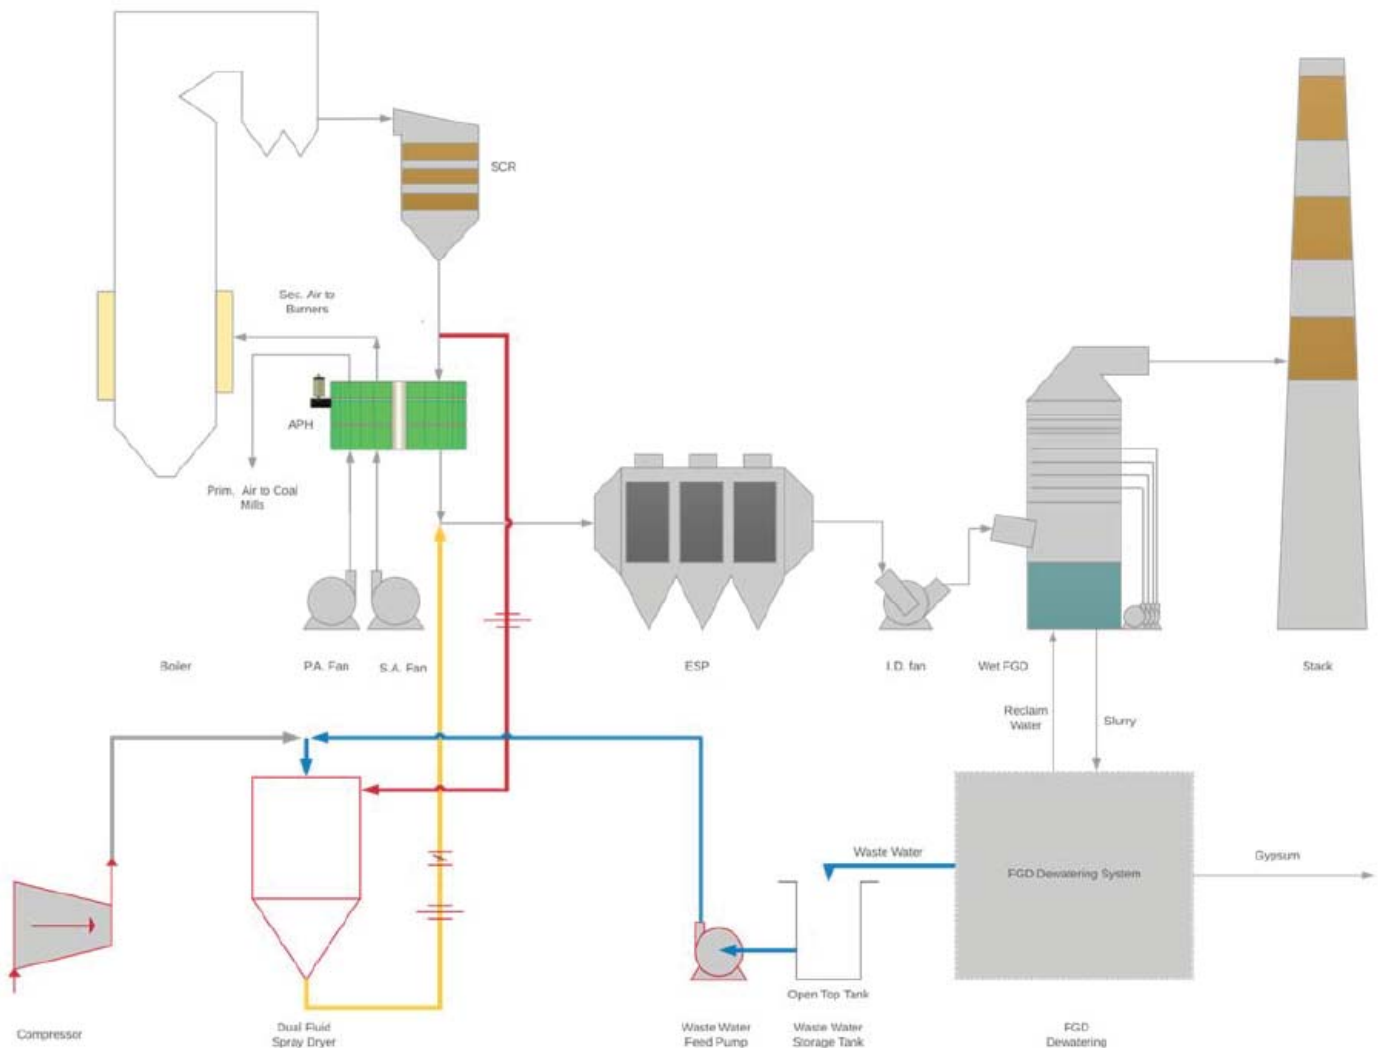 SCR
Sec. Air to
Burners
APH
Prim. Air to Coal
Mills
Boiler
P.A. Fan
S.A. Fan
ESP
I.D. fan
Wet FGD
Stack
Reclaim
Water
Slurry
Waste Water
FGD Dewatering System
Gypsum
Open Top Tank
Compressor
Dual Fluid
Spray Dryer
Waste Water
Feed Pump
Waste Water
Storage Tank
FGD
Dewatering